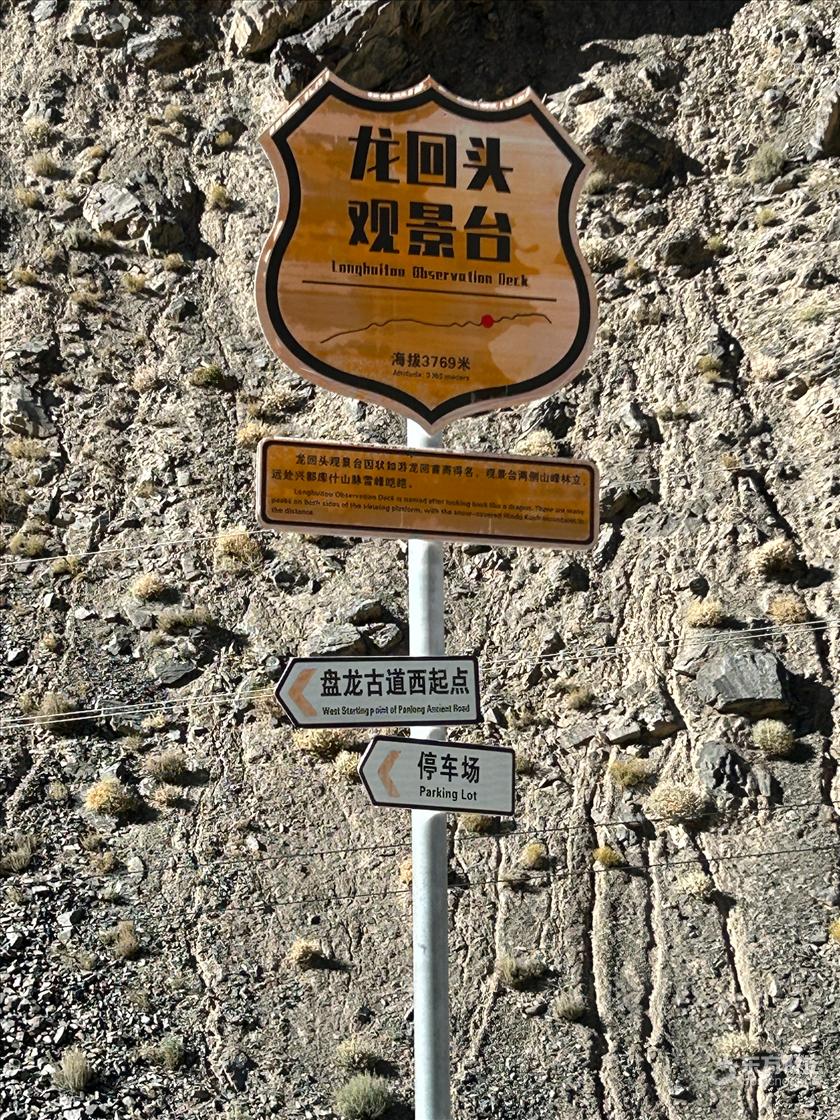 龙回头
观景台
Longhuitou Observation Deck
海拔3769米
Altitude: 3769 meters
龙回头观景台因状如游龙回首而得名，观景台两侧山峰林立，
远处兴都库什山脉雪峰皑皑。
Longhuitou Observation Deck is named after looking back like a dragon. There are many
peaks on both sides of the viewing platform, with the snow-covered Hindu Kush mountains in
the distance.
盘龙古道西起点
West Starting point of Panlong Ancient Road
停车场
Parking Lot